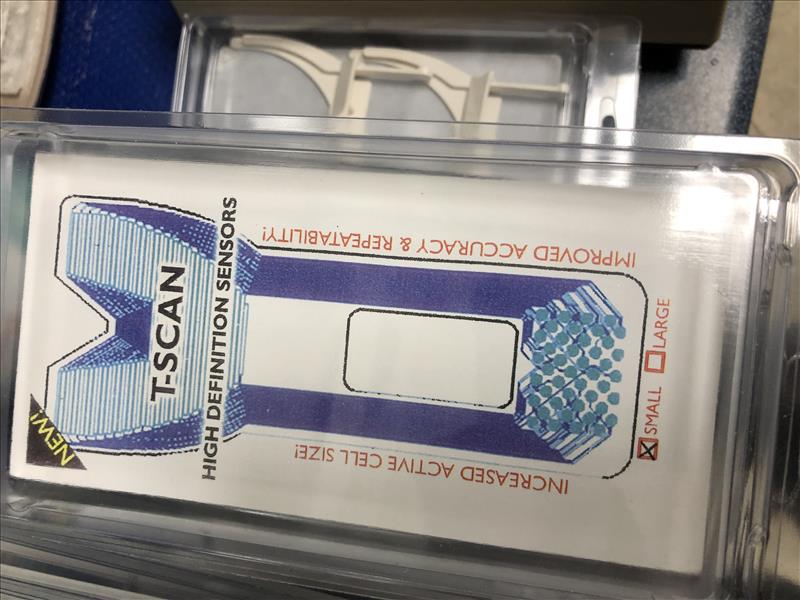 NEW!
T-SCAN
HIGH DEFINITION SENSORS
IMPROVED ACCURACY & REPEATABILITY!
INCREASED ACTIVE CELL SIZE!
SMALL
LARGE